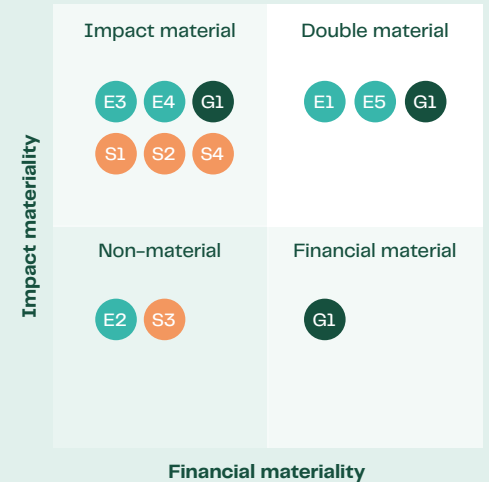 Impact material
Double material
E3 E4 G1
E1 E5 G1
S1 S2 S4
Impact materiality
Non-material
Financial material
E2 S3
G1
Financial materiality